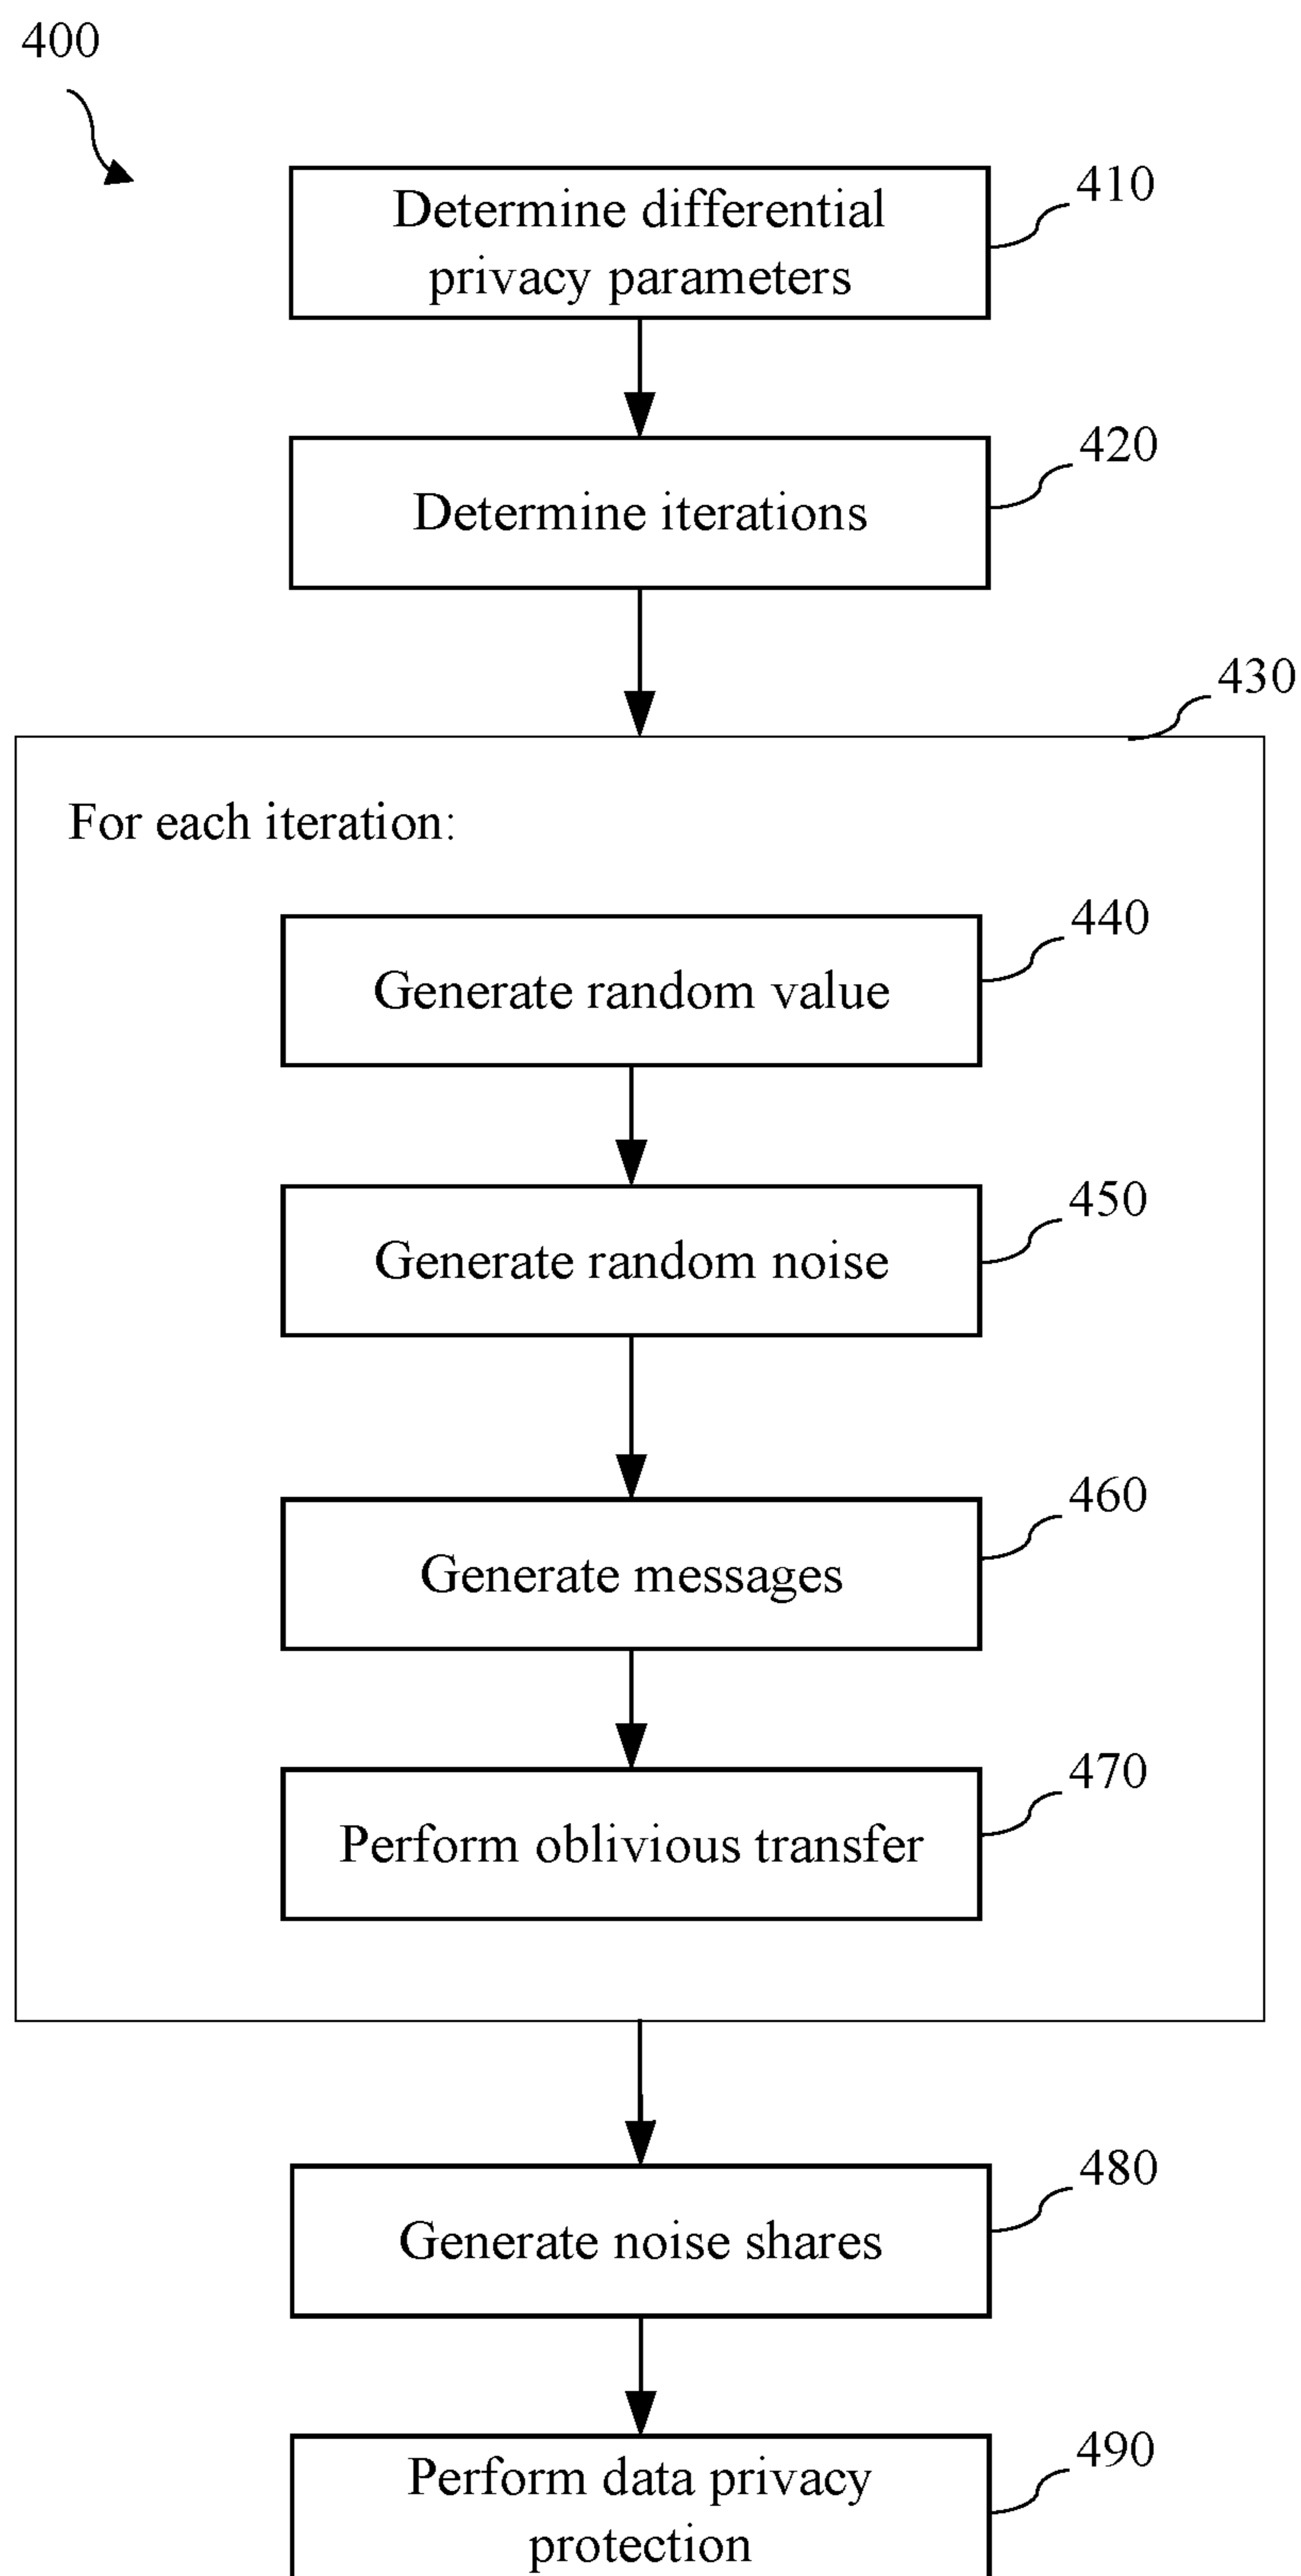 400
Determine differential
privacy parameters
410
Determine iterations
420
430
For each iteration:
Generate random value
440
Generate random noise
450
Generate messages
460
Perform oblivious transfer
470
Generate noise shares
480
Perform data privacy
protection
490